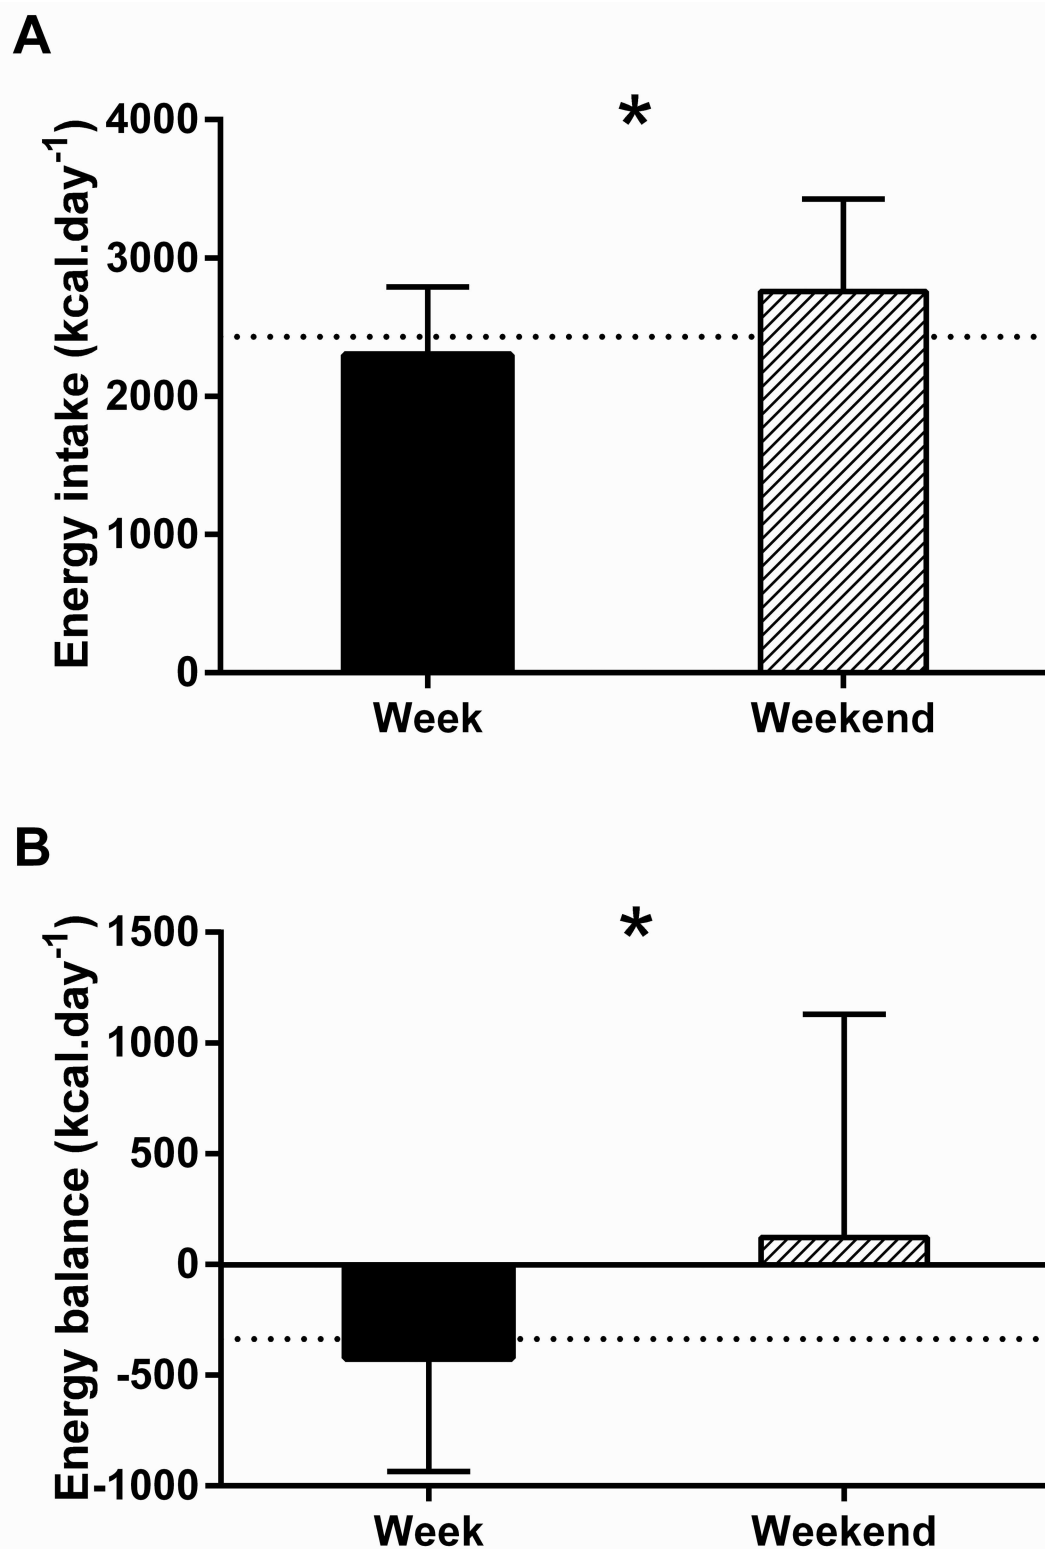 A
*
4000
3000
2000
1000
0
Energy intake (kcal.day⁻¹)
Week Weekend
B
*
1500
1000
500
0
-500
-1000
Energy balance (kcal.day⁻¹)
Week Weekend